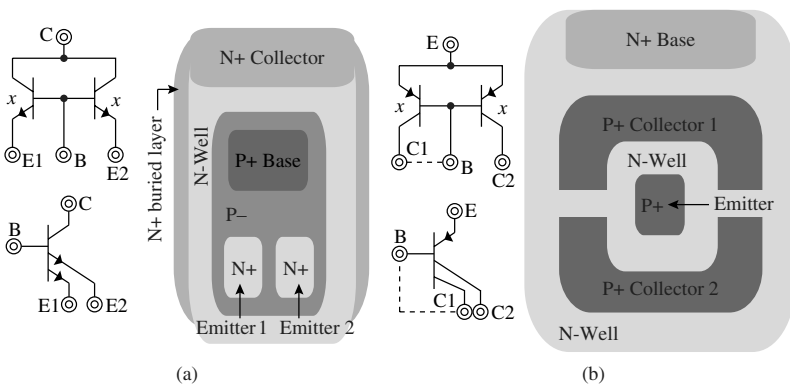 C
x
x
E1
B
E2
C
B
E1
E2
N+ buried layer
N+ Collector
N-Well
P+ Base
P–
N+
N+
Emitter 1
Emitter 2
(a)
E
x
x
C1
B
C2
E
B
C1
C2
N+ Base
P+ Collector 1
N-Well
P+
Emitter
P+ Collector 2
N-Well
(b)